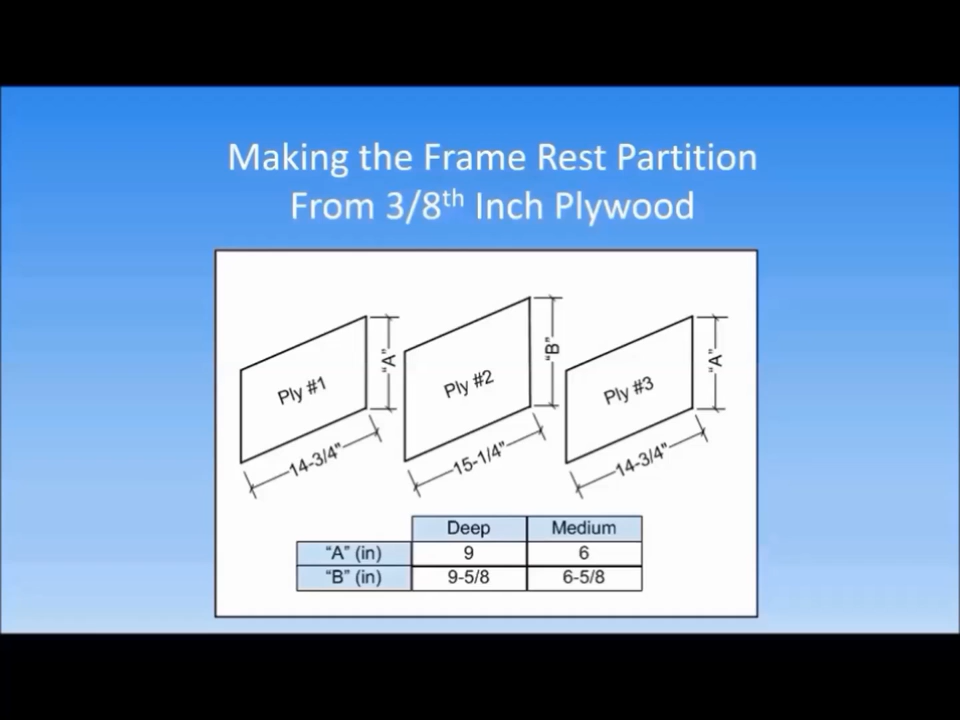 Making the Frame Rest Partition
From 3/8th Inch Plywood
Ply #1
"A"
14-3/4"
Ply #2
"B"
15-1/4"
Ply #3
"A"
14-3/4"
Deep Medium
"A" (in) 9 6
"B" (in) 9-5/8 6-5/8